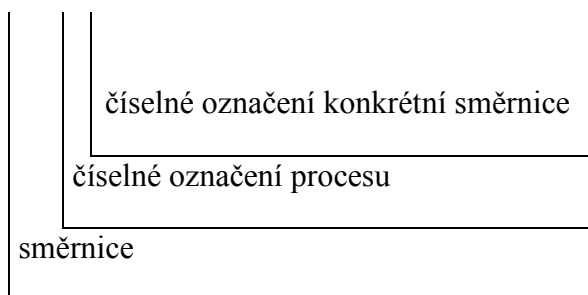 číselné označení konkrétní směrnice
číselné označení procesu
směrnice